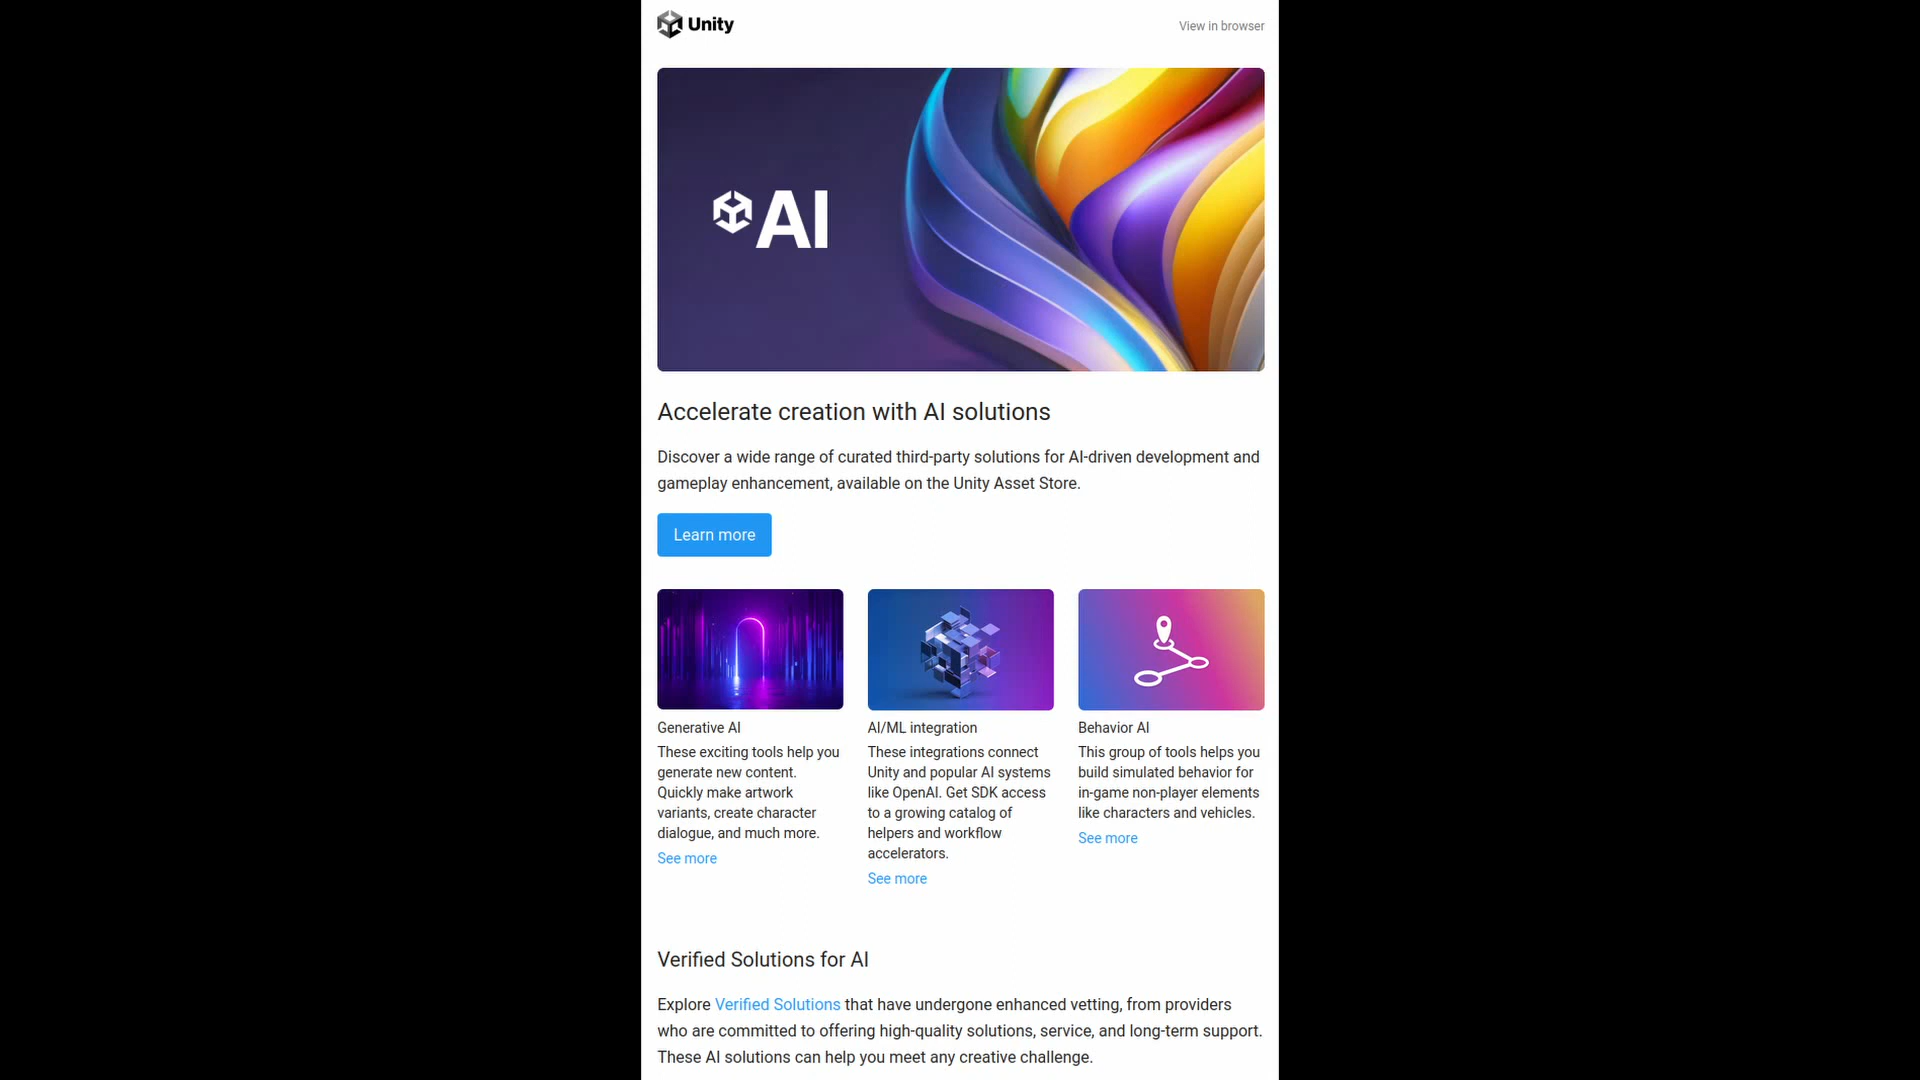 Unity
View in browser
AI
Accelerate creation with AI solutions
Discover a wide range of curated third-party solutions for AI-driven development and
gameplay enhancement, available on the Unity Asset Store.
Learn more
Generative AI
These exciting tools help you
generate new content.
Quickly make artwork
variants, create character
dialogue, and much more.
See more
AI/ML integration
These integrations connect
Unity and popular AI systems
like OpenAI. Get SDK access
to a growing catalog of
helpers and workflow
accelerators.
See more
Behavior AI
This group of tools helps you
build simulated behavior for
in-game non-player elements
like characters and vehicles.
See more
Verified Solutions for AI
Explore Verified Solutions that have undergone enhanced vetting, from providers
who are committed to offering high-quality solutions, service, and long-term support.
These AI solutions can help you meet any creative challenge.